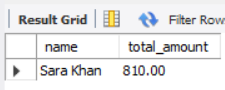 Result Grid Filter Row
name total_amount
Sara Khan 810.00